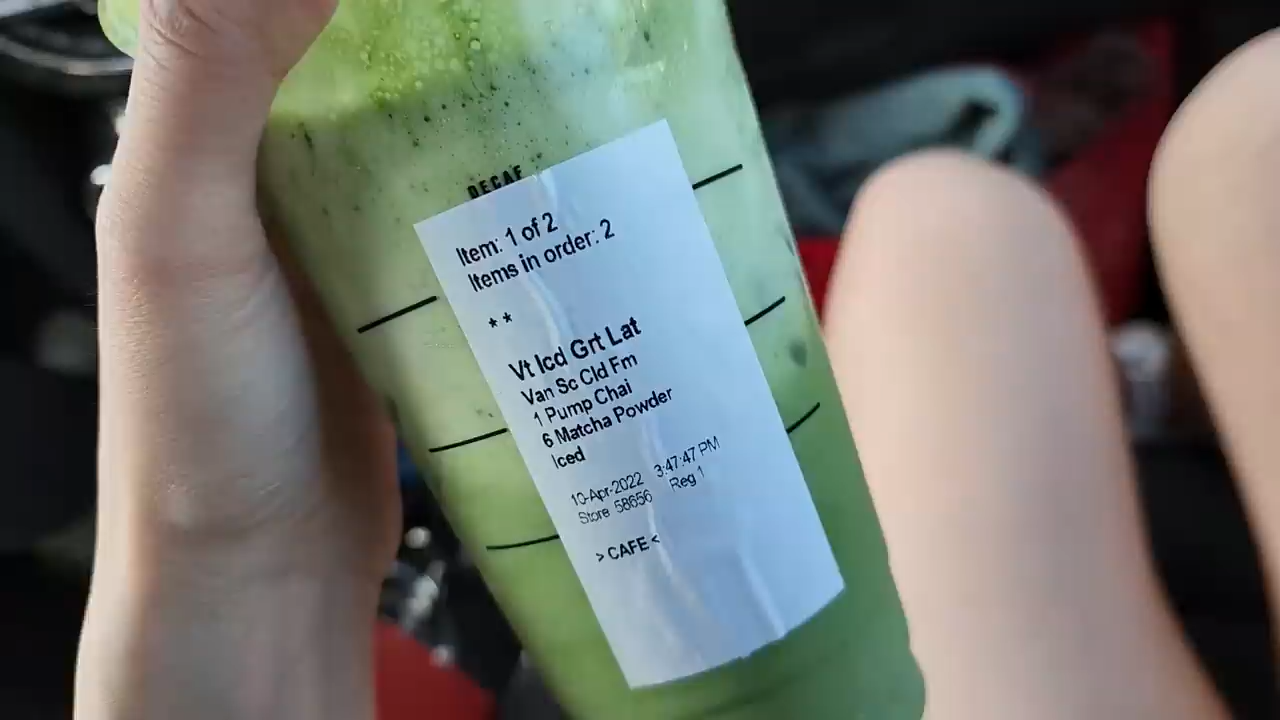 DECAF
Item: 1 of 2
Items in order: 2
**
Vt Icd Grt Lat
Van Sc Cld Fm
1 Pump Chai
6 Matcha Powder
Iced
10-Apr-2022 3:47:47 PM
Store 58656 Reg 1
> CAFE <